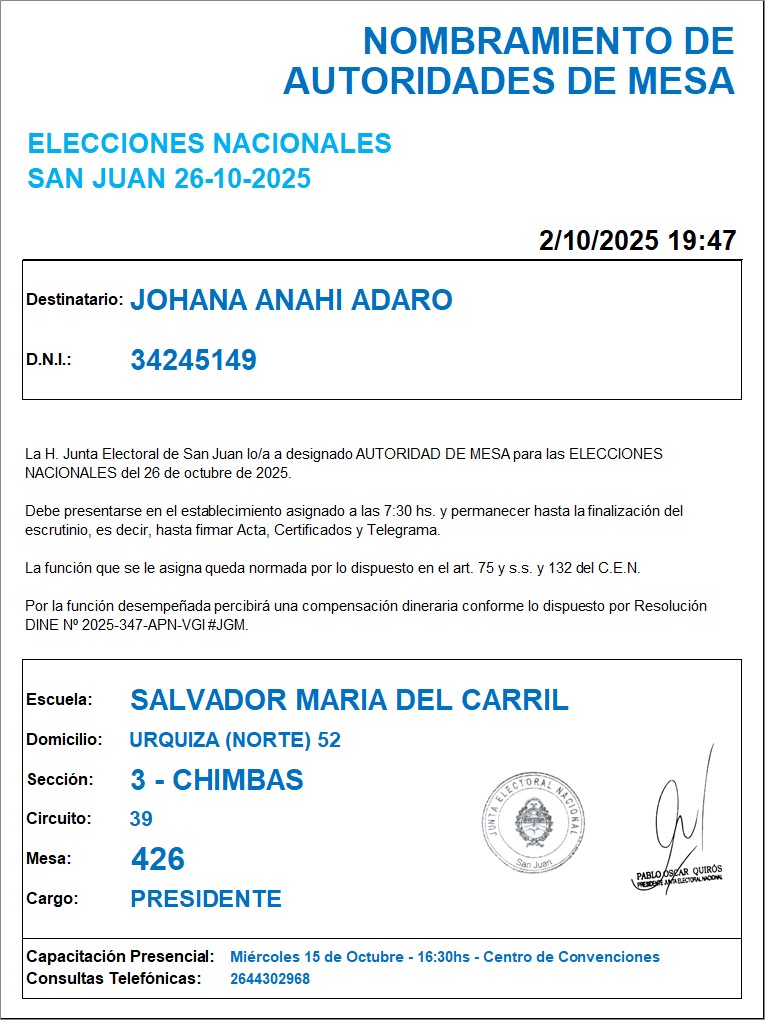 NOMBRAMIENTO DE
AUTORIDADES DE MESA
ELECCIONES NACIONALES
SAN JUAN 26-10-2025
2/10/2025 19:47
Destinatario: JOHANA ANAHI ADARO
D.N.I.: 34245149
La H. Junta Electoral de San Juan lo/a a designado AUTORIDAD DE MESA para las ELECCIONES
NACIONALES del 26 de octubre de 2025.
Debe presentarse en el establecimiento asignado a las 7:30 hs. y permanecer hasta la finalización del
escrutinio, es decir, hasta firmar Acta, Certificados y Telegrama.
La función que se le asigna queda normada por lo dispuesto en el art. 75 y s.s. y 132 del C.E.N.
Por la función desempeñada percibirá una compensación dineraria conforme lo dispuesto por Resolución
DINE Nº 2025-347-APN-VGI#JGM.
Escuela: SALVADOR MARIA DEL CARRIL
Domicilio: URQUIZA (NORTE) 52
Sección: 3 - CHIMBAS
Circuito: 39
Mesa: 426
Cargo: PRESIDENTE
JUNTA ELECTORAL NACIONAL
San Juan
PABLO OSCAR QUIRÓS
PRESIDENTE JUNTA ELECTORAL NACIONAL
Capacitación Presencial: Miércoles 15 de Octubre - 16:30hs - Centro de Convenciones
Consultas Telefónicas: 2644302968